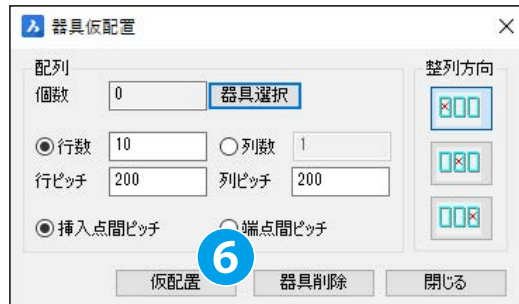 器具仮配置
配列
個数 0 器具選択
行数 10 列数 1
行ピッチ 200 列ピッチ 200
挿入点間ピッチ 端点間ピッチ
整列方向
6
仮配置 器具削除 閉じる